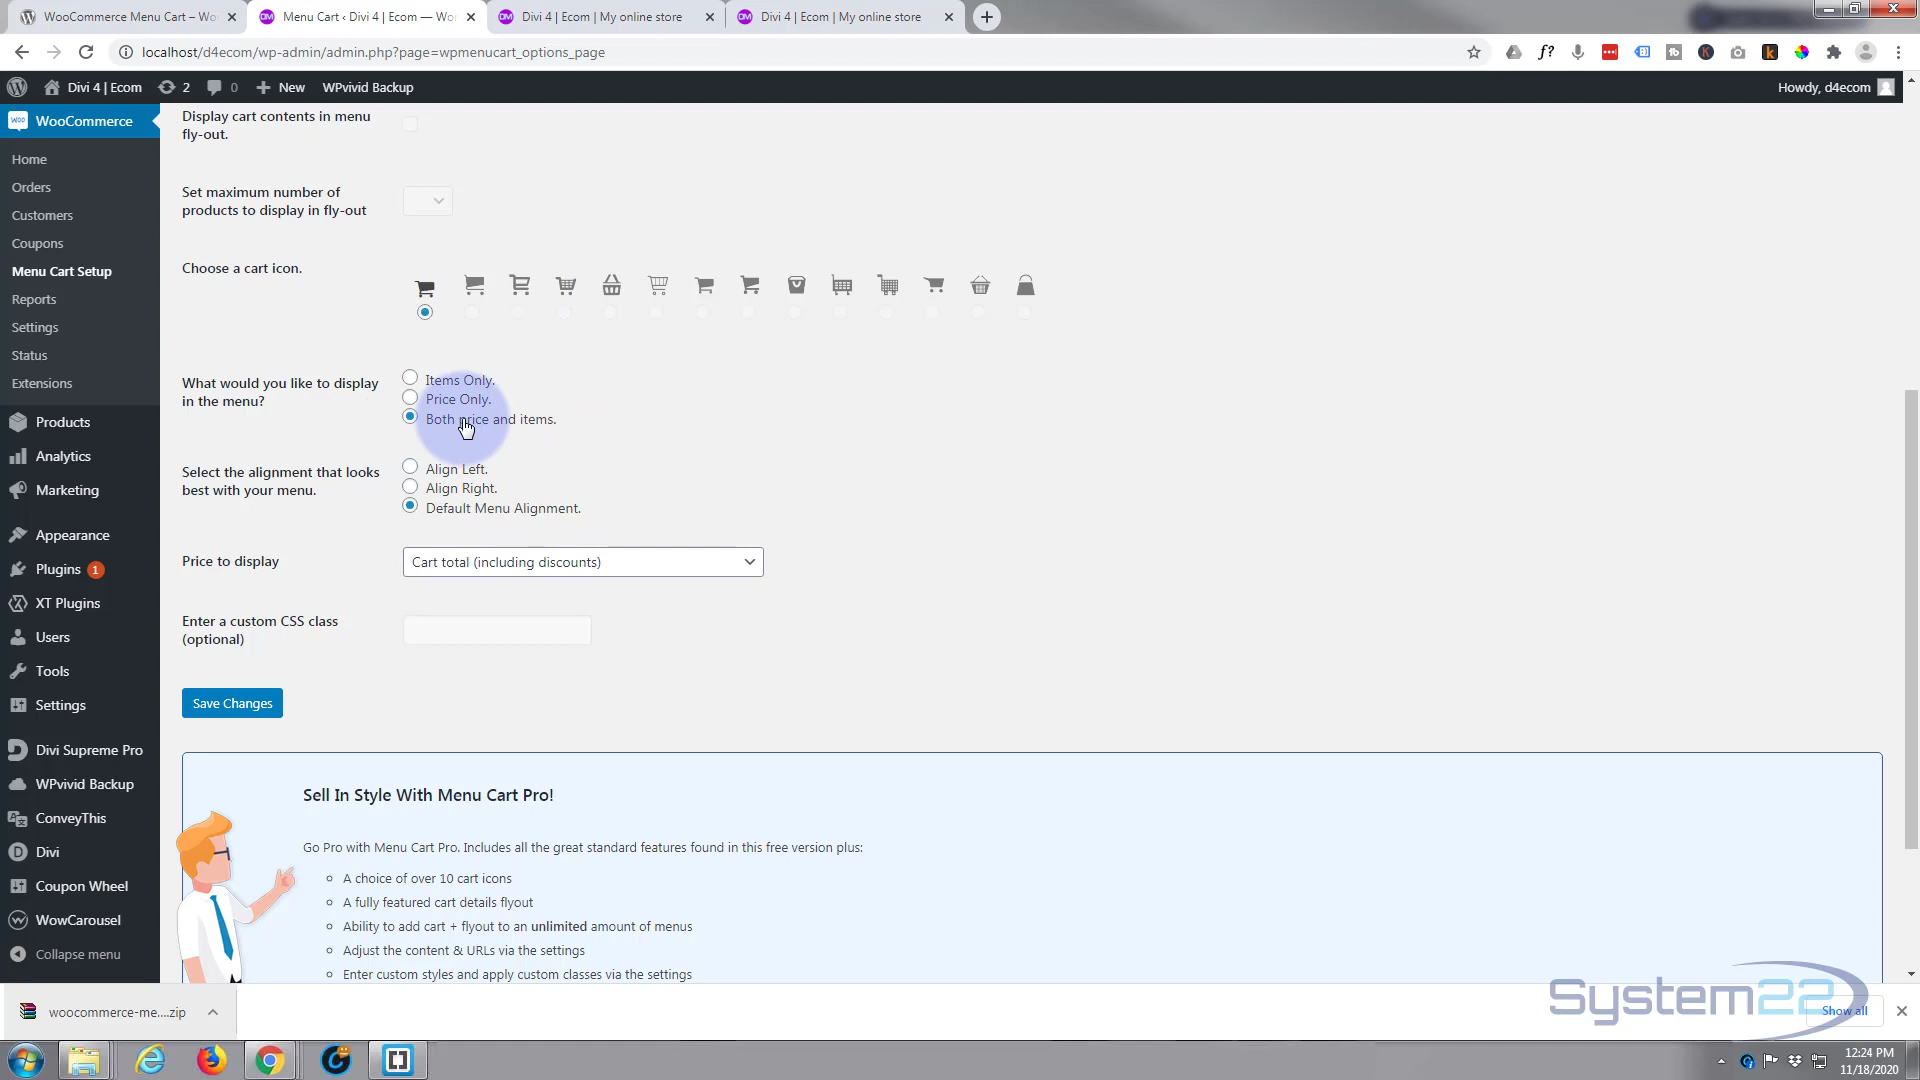 WooCommerce Menu Cart – Wo
Menu Cart ‹ Divi 4 | Ecom — Wor
Divi 4 | Ecom | My online store
Divi 4 | Ecom | My online store
localhost/d4ecom/wp-admin/admin.php?page=wpmenucart_options_page
Divi 4 | Ecom
2
0
New
WPvivid Backup
Howdy, d4ecom
WooCommerce
Home
Orders
Customers
Coupons
Menu Cart Setup
Reports
Settings
Status
Extensions
Products
Analytics
Marketing
Appearance
Plugins 1
XT Plugins
Users
Tools
Settings
Divi Supreme Pro
WPvivid Backup
ConveyThis
Divi
Coupon Wheel
WowCarousel
Collapse menu
Display cart contents in menu
fly-out.
Set maximum number of
products to display in fly-out
Choose a cart icon.
What would you like to display
in the menu?
Items Only.
Price Only.
Both price and items.
Select the alignment that looks
best with your menu.
Align Left.
Align Right.
Default Menu Alignment.
Price to display
Cart total (including discounts)
Enter a custom CSS class
(optional)
Save Changes
Sell In Style With Menu Cart Pro!
Go Pro with Menu Cart Pro. Includes all the great standard features found in this free version plus:
A choice of over 10 cart icons
A fully featured cart details flyout
Ability to add cart + flyout to an unlimited amount of menus
Adjust the content & URLs via the settings
Enter custom styles and apply custom classes via the settings
woocommerce-me....zip
System22
Show all
12:24 PM
11/18/2020